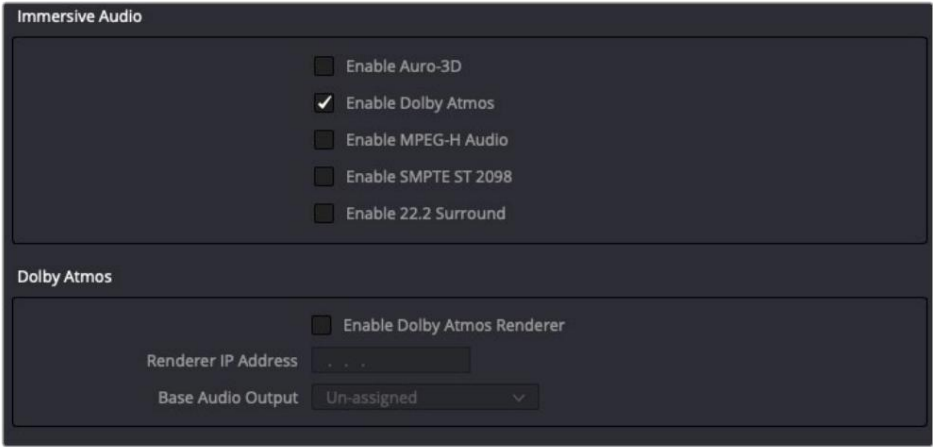 Immersive Audio
Enable Auro-3D
Enable Dolby Atmos
Enable MPEG-H Audio
Enable SMPTE ST 2098
Enable 22.2 Surround
Dolby Atmos
Enable Dolby Atmos Renderer
Renderer IP Address . . .
Base Audio Output Un-assigned